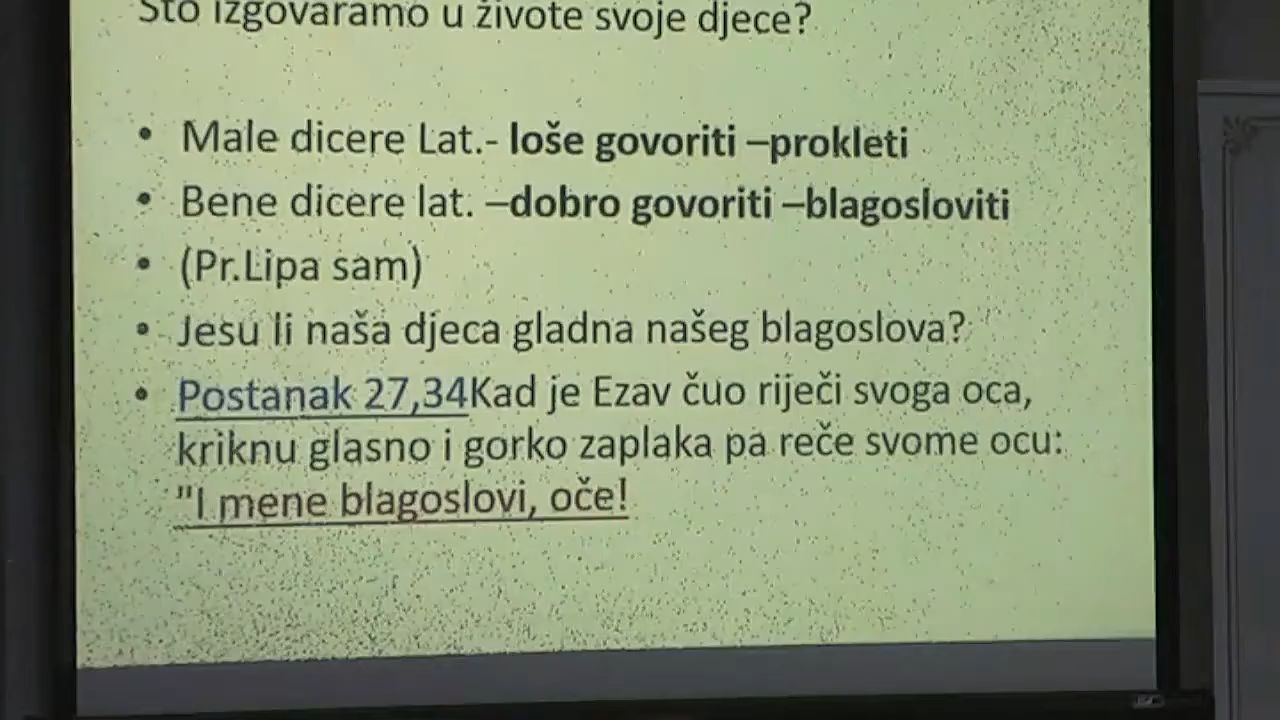 Što izgovaramo u živote svoje djece?
• Male dicere Lat.- loše govoriti –prokleti
• Bene dicere lat. –dobro govoriti –blagosloviti
• (Pr.Lipa sam)
• Jesu li naša djeca gladna našeg blagoslova?
• Postanak 27,34Kad je Ezav čuo riječi svoga oca,
kriknu glasno i gorko zaplaka pa reče svome ocu:
"I mene blagoslovi, oče!